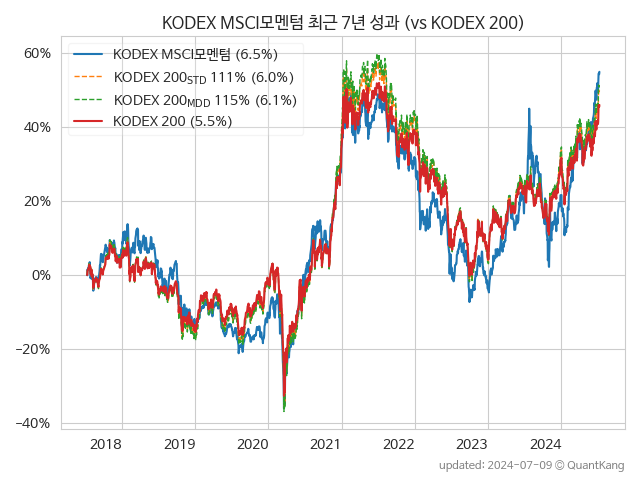 KODEX MSCI모멘텀 최근 7년 성과 (vs KODEX 200)
60%
40%
20%
0%
−20%
−40%
KODEX MSCI모멘텀 (6.5%)
KODEX 200STD 111% (6.0%)
KODEX 200MDD 115% (6.1%)
KODEX 200 (5.5%)
2018 2019 2020 2021 2022 2023 2024
updated: 2024-07-09 © QuantKang